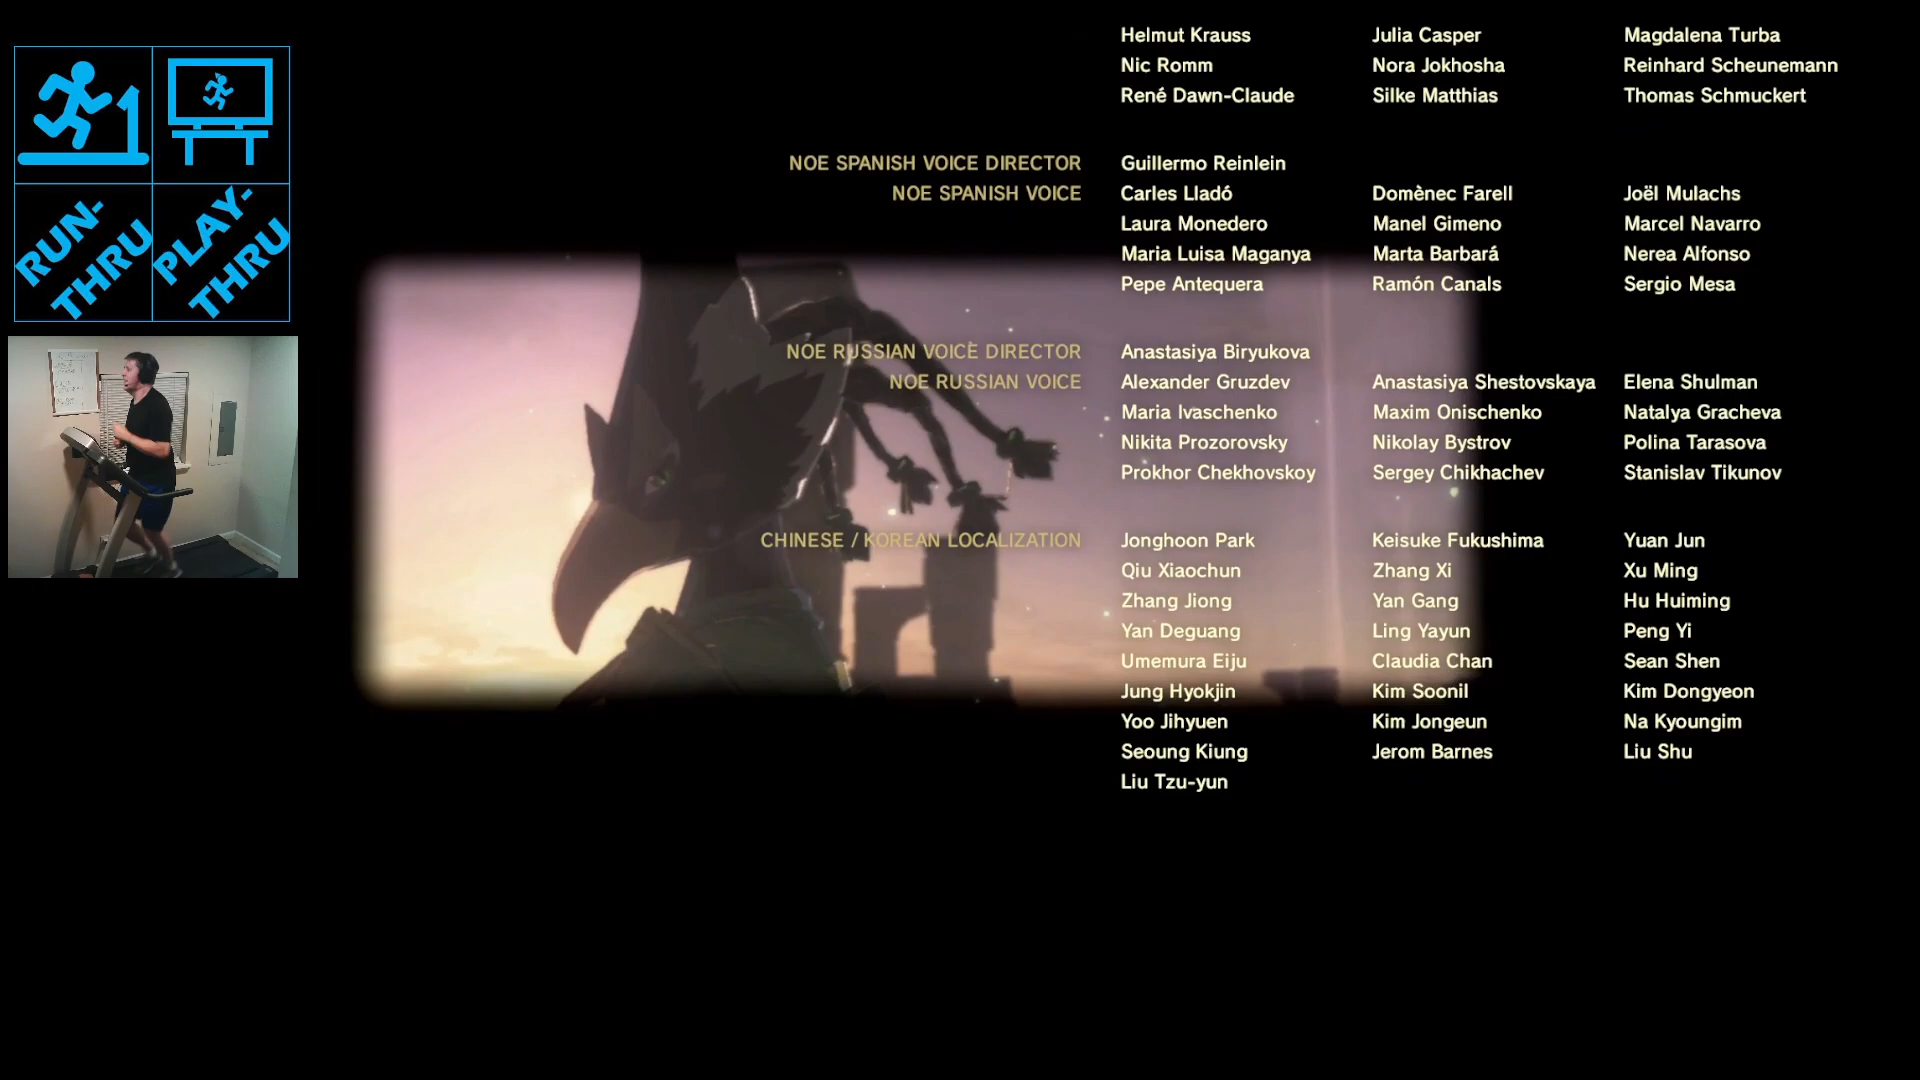 RUN-
THRU
PLAY-
THRU
Helmut Krauss Julia Casper Magdalena Turba
Nic Romm Nora Jokhosha Reinhard Scheunemann
René Dawn-Claude Silke Matthias Thomas Schmuckert
NOE SPANISH VOICE DIRECTOR Guillermo Reinlein
NOE SPANISH VOICE Carles Lladó Domènec Farell Joël Mulachs
Laura Monedero Manel Gimeno Marcel Navarro
Maria Luisa Maganya Marta Barbará Nerea Alfonso
Pepe Antequera Ramón Canals Sergio Mesa
NOE RUSSIAN VOICE DIRECTOR Anastasiya Biryukova
NOE RUSSIAN VOICE Alexander Gruzdev Anastasiya Shestovskaya Elena Shulman
Maria Ivaschenko Maxim Onischenko Natalya Gracheva
Nikita Prozorovsky Nikolay Bystrov Polina Tarasova
Prokhor Chekhovskoy Sergey Chikhachev Stanislav Tikunov
CHINESE / KOREAN LOCALIZATION Jonghoon Park Keisuke Fukushima Yuan Jun
Qiu Xiaochun Zhang Xi Xu Ming
Zhang Jiong Yan Gang Hu Huiming
Yan Deguang Ling Yayun Peng Yi
Umemura Eiju Claudia Chan Sean Shen
Jung Hyokjin Kim Soonil Kim Dongyeon
Yoo Jihyuen Kim Jongeun Na Kyoungim
Seoung Kiung Jerom Barnes Liu Shu
Liu Tzu-yun